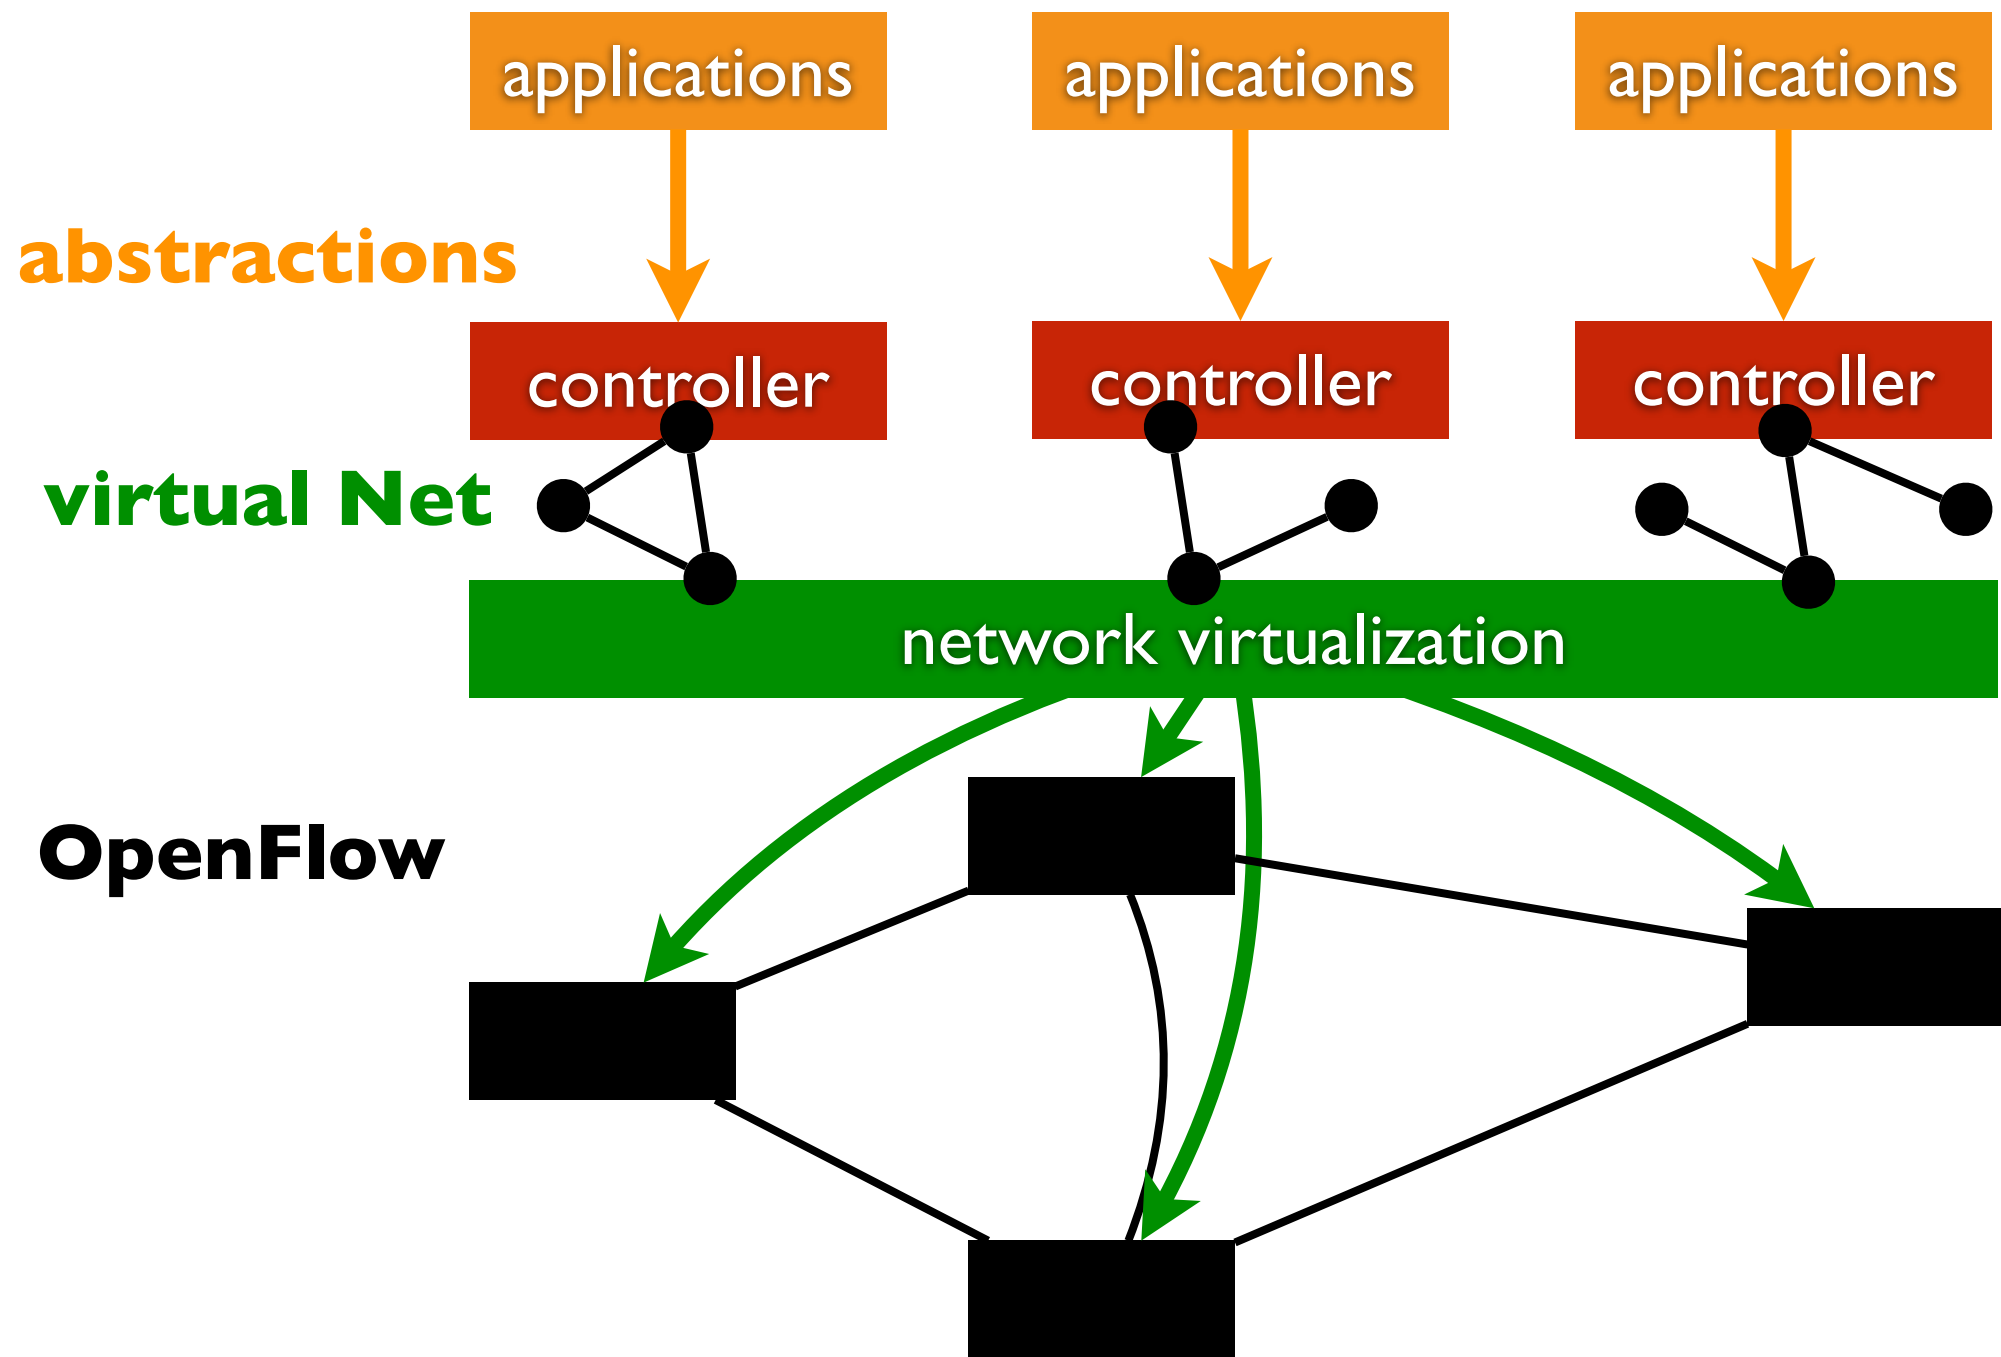 applications applications applications
abstractions
controller controller controller
virtual Net
network virtualization
OpenFlow